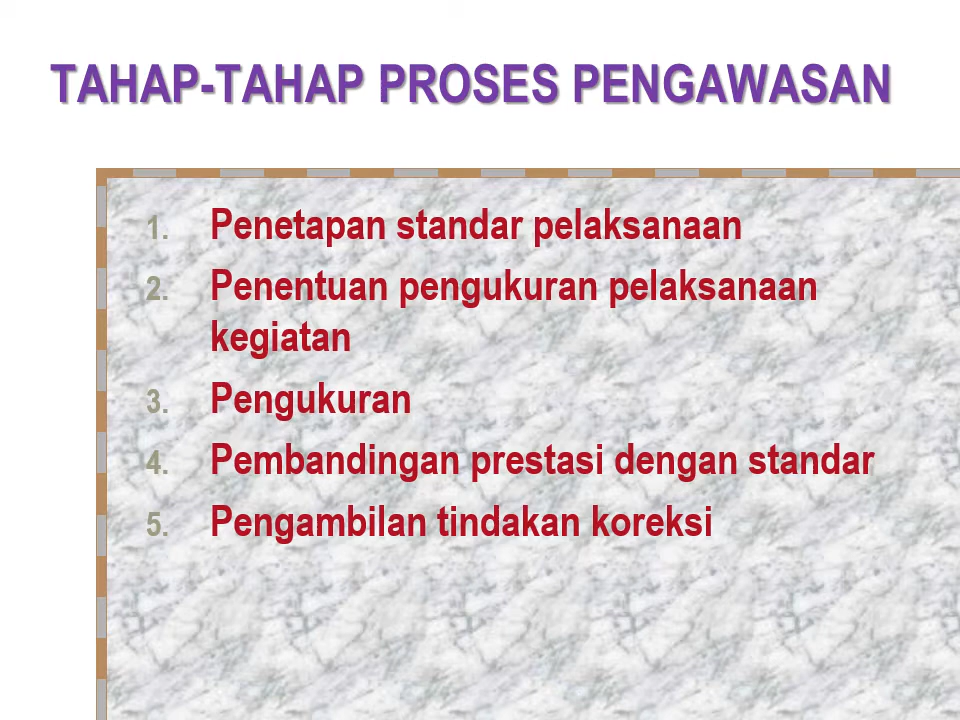 TAHAP-TAHAP PROSES PENGAWASAN
1. Penetapan standar pelaksanaan
2. Penentuan pengukuran pelaksanaan
kegiatan
3. Pengukuran
4. Pembandingan prestasi dengan standar
5. Pengambilan tindakan koreksi